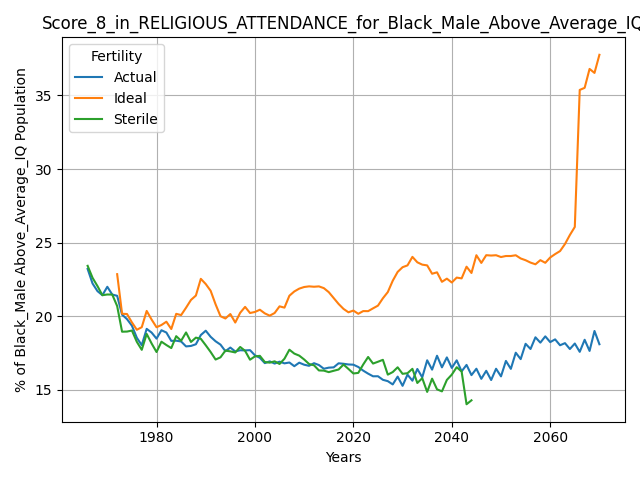 Score_8_in_RELIGIOUS_ATTENDANCE_for_Black_Male_Above_Average_IQ
Fertility
Actual
Ideal
Sterile
% of Black_Male Above_Average_IQ Population
35
30
25
20
15
1980
2000
2020
2040
2060
Years